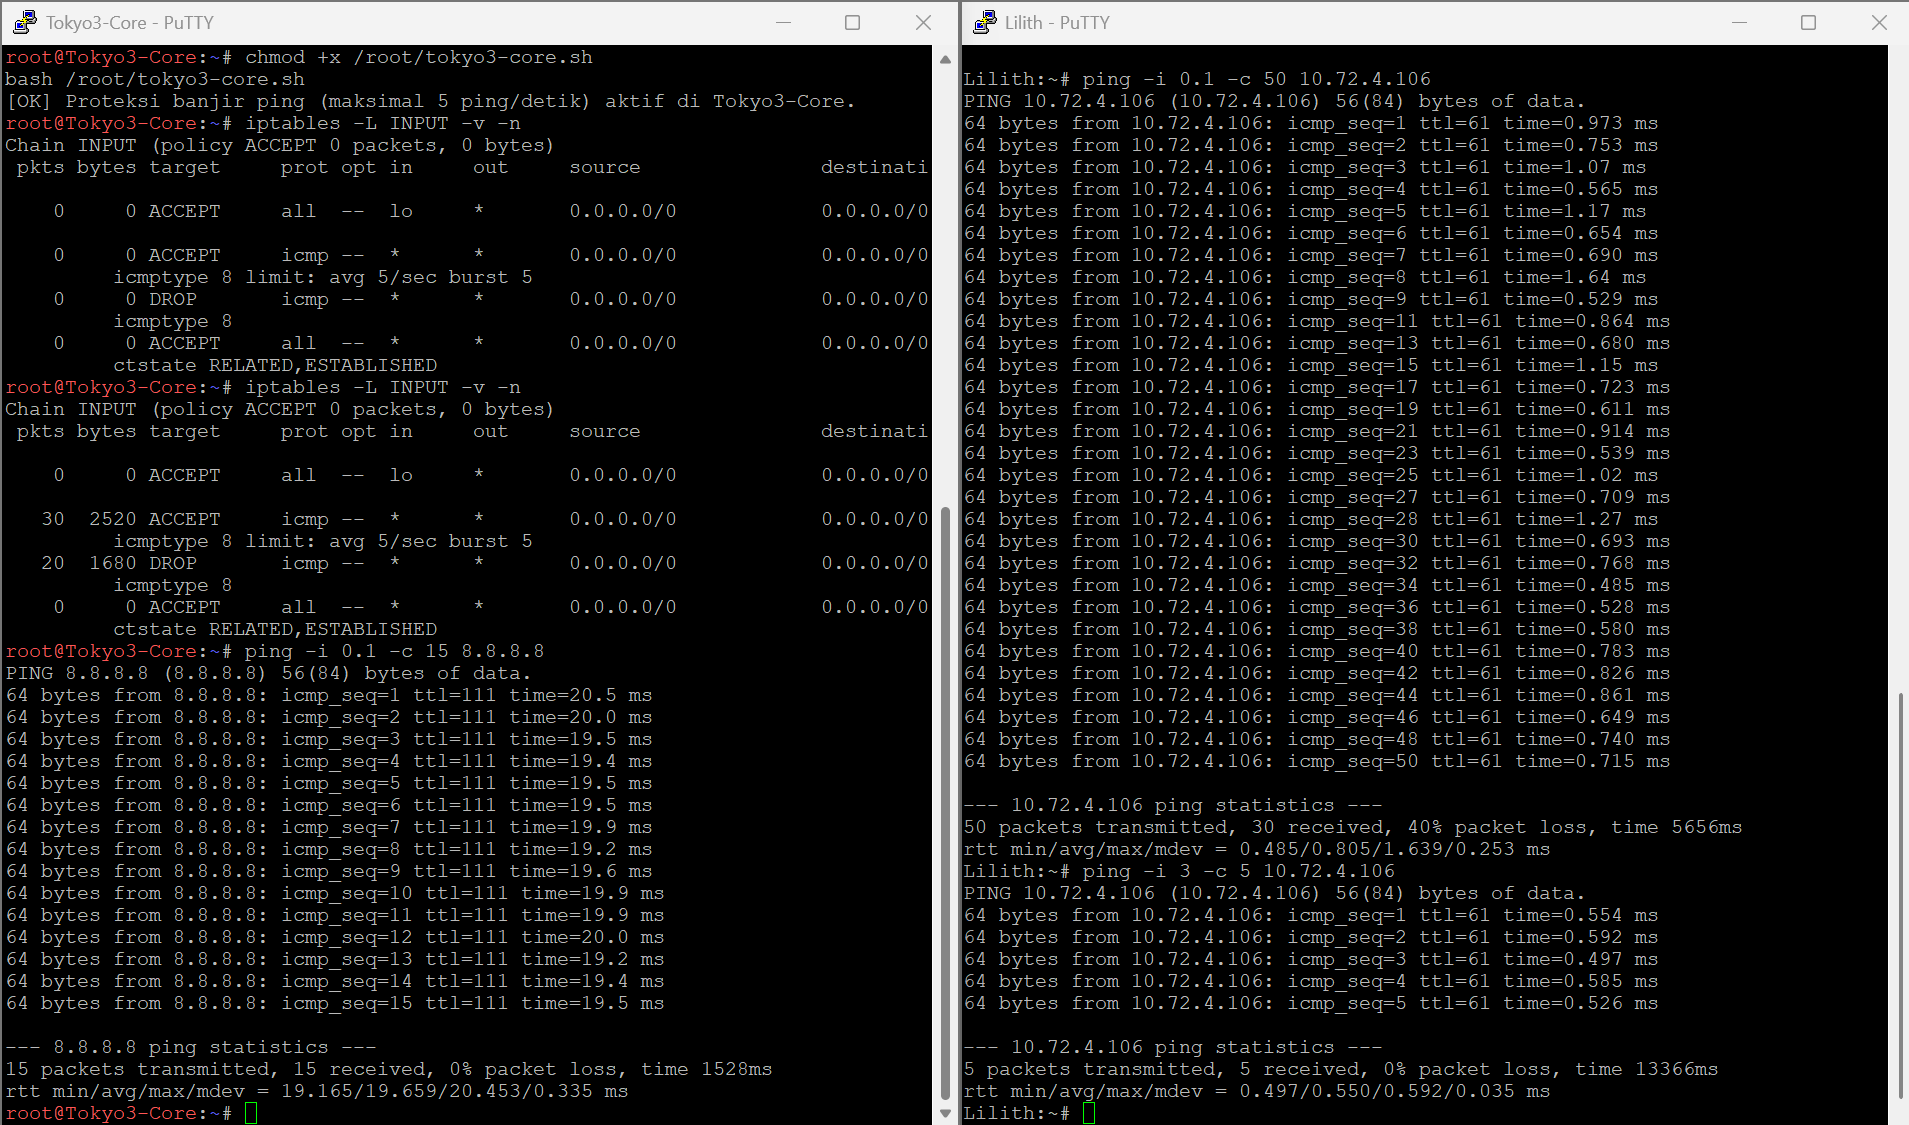 Tokyo3-Core - PuTTY
root@Tokyo3-Core:~# chmod +x /root/tokyo3-core.sh
bash /root/tokyo3-core.sh
[OK] Proteksi banjir ping (maksimal 5 ping/detik) aktif di Tokyo3-Core.
root@Tokyo3-Core:~# iptables -L INPUT -v -n
Chain INPUT (policy ACCEPT 0 packets, 0 bytes)
 pkts bytes target     prot opt in     out     source               destinati
    0     0 ACCEPT     all  --  lo     *       0.0.0.0/0            0.0.0.0/0
    0     0 ACCEPT     icmp --  *      *       0.0.0.0/0            0.0.0.0/0
         icmptype 8 limit: avg 5/sec burst 5
    0     0 DROP       icmp --  *      *       0.0.0.0/0            0.0.0.0/0
         icmptype 8
    0     0 ACCEPT     all  --  *      *       0.0.0.0/0            0.0.0.0/0
         ctstate RELATED,ESTABLISHED
root@Tokyo3-Core:~# iptables -L INPUT -v -n
Chain INPUT (policy ACCEPT 0 packets, 0 bytes)
 pkts bytes target     prot opt in     out     source               destinati
    0     0 ACCEPT     all  --  lo     *       0.0.0.0/0            0.0.0.0/0
   30  2520 ACCEPT     icmp --  *      *       0.0.0.0/0            0.0.0.0/0
         icmptype 8 limit: avg 5/sec burst 5
   20  1680 DROP       icmp --  *      *       0.0.0.0/0            0.0.0.0/0
         icmptype 8
    0     0 ACCEPT     all  --  *      *       0.0.0.0/0            0.0.0.0/0
         ctstate RELATED,ESTABLISHED
root@Tokyo3-Core:~# ping -i 0.1 -c 15 8.8.8.8
PING 8.8.8.8 (8.8.8.8) 56(84) bytes of data.
64 bytes from 8.8.8.8: icmp_seq=1 ttl=111 time=20.5 ms
64 bytes from 8.8.8.8: icmp_seq=2 ttl=111 time=20.0 ms
64 bytes from 8.8.8.8: icmp_seq=3 ttl=111 time=19.5 ms
64 bytes from 8.8.8.8: icmp_seq=4 ttl=111 time=19.4 ms
64 bytes from 8.8.8.8: icmp_seq=5 ttl=111 time=19.5 ms
64 bytes from 8.8.8.8: icmp_seq=6 ttl=111 time=19.5 ms
64 bytes from 8.8.8.8: icmp_seq=7 ttl=111 time=19.9 ms
64 bytes from 8.8.8.8: icmp_seq=8 ttl=111 time=19.2 ms
64 bytes from 8.8.8.8: icmp_seq=9 ttl=111 time=19.6 ms
64 bytes from 8.8.8.8: icmp_seq=10 ttl=111 time=19.9 ms
64 bytes from 8.8.8.8: icmp_seq=11 ttl=111 time=19.9 ms
64 bytes from 8.8.8.8: icmp_seq=12 ttl=111 time=20.0 ms
64 bytes from 8.8.8.8: icmp_seq=13 ttl=111 time=19.2 ms
64 bytes from 8.8.8.8: icmp_seq=14 ttl=111 time=19.4 ms
64 bytes from 8.8.8.8: icmp_seq=15 ttl=111 time=19.5 ms
--- 8.8.8.8 ping statistics ---
15 packets transmitted, 15 received, 0% packet loss, time 1528ms
rtt min/avg/max/mdev = 19.165/19.659/20.453/0.335 ms
root@Tokyo3-Core:~#
Lilith - PuTTY
Lilith:~# ping -i 0.1 -c 50 10.72.4.106
PING 10.72.4.106 (10.72.4.106) 56(84) bytes of data.
64 bytes from 10.72.4.106: icmp_seq=1 ttl=61 time=0.973 ms
64 bytes from 10.72.4.106: icmp_seq=2 ttl=61 time=0.753 ms
64 bytes from 10.72.4.106: icmp_seq=3 ttl=61 time=1.07 ms
64 bytes from 10.72.4.106: icmp_seq=4 ttl=61 time=0.565 ms
64 bytes from 10.72.4.106: icmp_seq=5 ttl=61 time=1.17 ms
64 bytes from 10.72.4.106: icmp_seq=6 ttl=61 time=0.654 ms
64 bytes from 10.72.4.106: icmp_seq=7 ttl=61 time=0.690 ms
64 bytes from 10.72.4.106: icmp_seq=8 ttl=61 time=1.64 ms
64 bytes from 10.72.4.106: icmp_seq=9 ttl=61 time=0.529 ms
64 bytes from 10.72.4.106: icmp_seq=11 ttl=61 time=0.864 ms
64 bytes from 10.72.4.106: icmp_seq=13 ttl=61 time=0.680 ms
64 bytes from 10.72.4.106: icmp_seq=15 ttl=61 time=1.15 ms
64 bytes from 10.72.4.106: icmp_seq=17 ttl=61 time=0.723 ms
64 bytes from 10.72.4.106: icmp_seq=19 ttl=61 time=0.611 ms
64 bytes from 10.72.4.106: icmp_seq=21 ttl=61 time=0.914 ms
64 bytes from 10.72.4.106: icmp_seq=23 ttl=61 time=0.539 ms
64 bytes from 10.72.4.106: icmp_seq=25 ttl=61 time=1.02 ms
64 bytes from 10.72.4.106: icmp_seq=27 ttl=61 time=0.709 ms
64 bytes from 10.72.4.106: icmp_seq=28 ttl=61 time=1.27 ms
64 bytes from 10.72.4.106: icmp_seq=30 ttl=61 time=0.693 ms
64 bytes from 10.72.4.106: icmp_seq=32 ttl=61 time=0.768 ms
64 bytes from 10.72.4.106: icmp_seq=34 ttl=61 time=0.485 ms
64 bytes from 10.72.4.106: icmp_seq=36 ttl=61 time=0.528 ms
64 bytes from 10.72.4.106: icmp_seq=38 ttl=61 time=0.580 ms
64 bytes from 10.72.4.106: icmp_seq=40 ttl=61 time=0.783 ms
64 bytes from 10.72.4.106: icmp_seq=42 ttl=61 time=0.826 ms
64 bytes from 10.72.4.106: icmp_seq=44 ttl=61 time=0.861 ms
64 bytes from 10.72.4.106: icmp_seq=46 ttl=61 time=0.649 ms
64 bytes from 10.72.4.106: icmp_seq=48 ttl=61 time=0.740 ms
64 bytes from 10.72.4.106: icmp_seq=50 ttl=61 time=0.715 ms
--- 10.72.4.106 ping statistics ---
50 packets transmitted, 30 received, 40% packet loss, time 5656ms
rtt min/avg/max/mdev = 0.485/0.805/1.639/0.253 ms
Lilith:~# ping -i 3 -c 5 10.72.4.106
PING 10.72.4.106 (10.72.4.106) 56(84) bytes of data.
64 bytes from 10.72.4.106: icmp_seq=1 ttl=61 time=0.554 ms
64 bytes from 10.72.4.106: icmp_seq=2 ttl=61 time=0.592 ms
64 bytes from 10.72.4.106: icmp_seq=3 ttl=61 time=0.497 ms
64 bytes from 10.72.4.106: icmp_seq=4 ttl=61 time=0.585 ms
64 bytes from 10.72.4.106: icmp_seq=5 ttl=61 time=0.526 ms
--- 10.72.4.106 ping statistics ---
5 packets transmitted, 5 received, 0% packet loss, time 13366ms
rtt min/avg/max/mdev = 0.497/0.550/0.592/0.035 ms
Lilith:~#